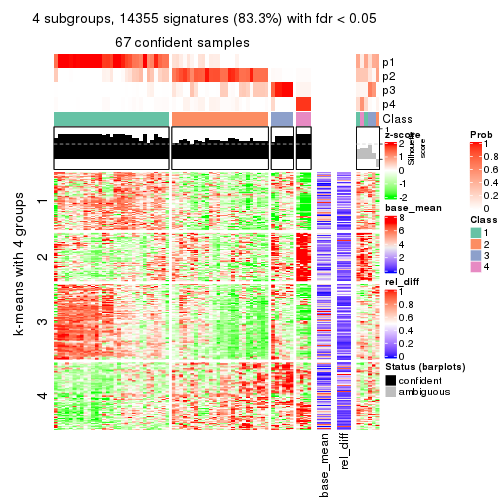 4 subgroups, 14355 signatures (83.3%) with fdr < 0.05
67 confident samples
p1
p2
p3
p4
Class
1
Silhouette
score
k-means with 4 groups
1
2
3
4
base_mean
rel_diff
z-score
2
1
0
-1
-2
base_mean
8
6
4
2
0
rel_diff
1
0.8
0.6
0.4
0.2
0
Status (barplots)
confident
ambiguous
Prob
1
0.8
0.6
0.4
0.2
0
Class
1
2
3
4